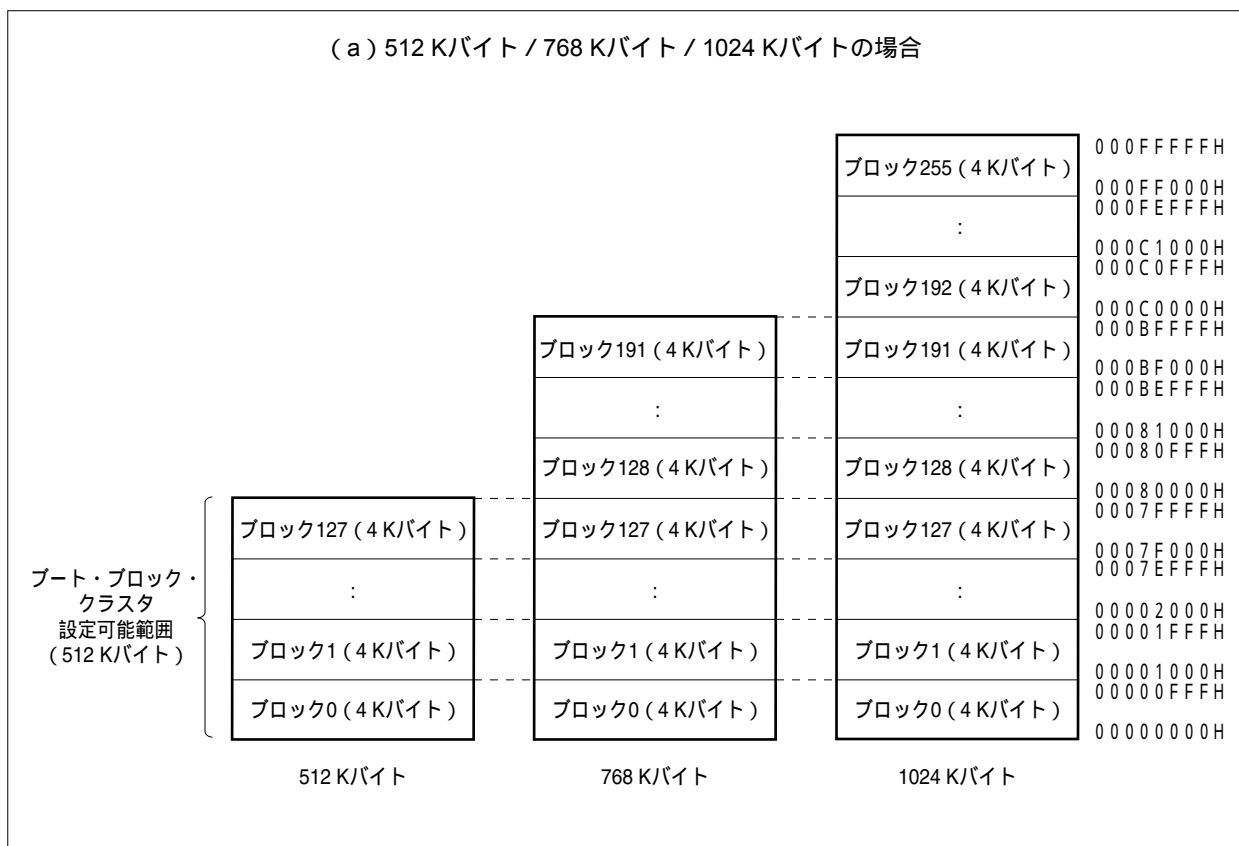 (a) 512 Kバイト / 768 Kバイト / 1024 Kバイトの場合
ブロック255 (4 Kバイト)
:
ブロック192 (4 Kバイト)
ブロック191 (4 Kバイト)
ブロック191 (4 Kバイト)
:
:
ブロック128 (4 Kバイト)
ブロック128 (4 Kバイト)
ブロック127 (4 Kバイト)
ブロック127 (4 Kバイト)
ブロック127 (4 Kバイト)
:
:
:
ブロック1 (4 Kバイト)
ブロック1 (4 Kバイト)
ブロック1 (4 Kバイト)
ブロック0 (4 Kバイト)
ブロック0 (4 Kバイト)
ブロック0 (4 Kバイト)
000FFFFFH
000FF000H
000FEFFFH
000C1000H
000C0FFFH
000C0000H
000BFFFFH
000BF000H
000BEFFFH
00081000H
00080FFFH
00080000H
0007FFFFH
0007F000H
0007EFFFH
00002000H
00001FFFH
00001000H
00000FFFH
00000000H
ブート・ブロック・
クラスタ
設定可能範囲
(512 Kバイト)
512 Kバイト
768 Kバイト
1024 Kバイト